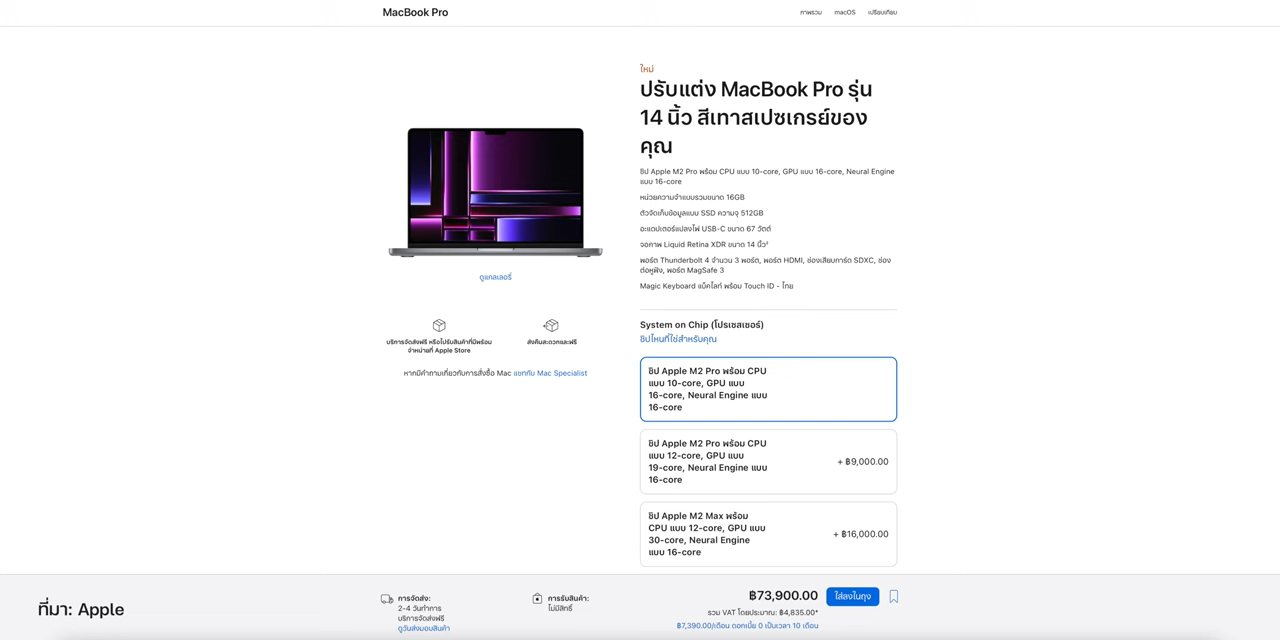 MacBook Pro
ภาพรวม macOS เปรียบเทียบ
ใหม่
ปรับแต่ง MacBook Pro รุ่น
14 นิ้ว สีเทาสเปซเกรย์ของ
คุณ
ชิป Apple M2 Pro พร้อม CPU แบบ 10-core, GPU แบบ 16-core, Neural Engine
แบบ 16-core
หน่วยความจำแบบรวมขนาด 16GB
ตัวจัดเก็บข้อมูลแบบ SSD ความจุ 512GB
อะแดปเตอร์แปลงไฟ USB-C ขนาด 67 วัตต์
จอภาพ Liquid Retina XDR ขนาด 14 นิ้ว²
พอร์ต Thunderbolt 4 จำนวน 3 พอร์ต, พอร์ต HDMI, ช่องเสียบการ์ด SDXC, ช่อง
ต่อหูฟัง, พอร์ต MagSafe 3
Magic Keyboard แบ็คไลท์ พร้อม Touch ID - ไทย
ดูแกลเลอรี่
บริการจัดส่งฟรี หรือไปรับสินค้าที่มีพร้อม
จำหน่ายที่ Apple Store
ส่งคืนสะดวกและฟรี
หากมีคำถามเกี่ยวกับการสั่งซื้อ Mac แชทกับ Mac Specialist
System on Chip (โปรเซสเซอร์)
ชิปไหนที่ใช่สำหรับคุณ
ชิป Apple M2 Pro พร้อม CPU
แบบ 10-core, GPU แบบ
16-core, Neural Engine แบบ
16-core
ชิป Apple M2 Pro พร้อม CPU
แบบ 12-core, GPU แบบ
19-core, Neural Engine แบบ
16-core
+ ฿9,000.00
ชิป Apple M2 Max พร้อม
CPU แบบ 12-core, GPU แบบ
30-core, Neural Engine
แบบ 16-core
+ ฿16,000.00
ที่มา: Apple
การจัดส่ง:
2-4 วันทำการ
บริการจัดส่งฟรี
ดูวันส่งมอบสินค้า
การรับสินค้า:
ไม่มีสิทธิ์
฿73,900.00
ใส่ลงในถุง
รวม VAT โดยประมาณ: ฿4,835.00*
฿7,390.00/เดือน ดอกเบี้ย 0 เป็นเวลา 10 เดือน